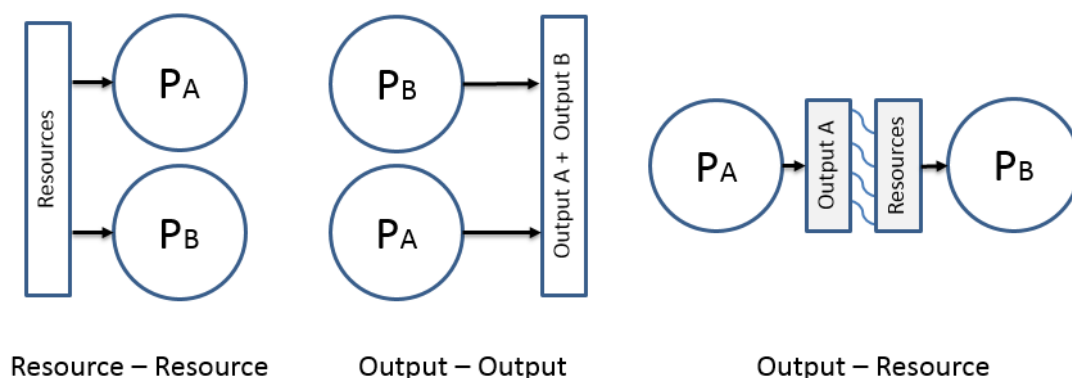 Resources
PA
PB
Resource – Resource
PB
PA
Output A + Output B
Output – Output
PA
Output A
Resources
PB
Output – Resource